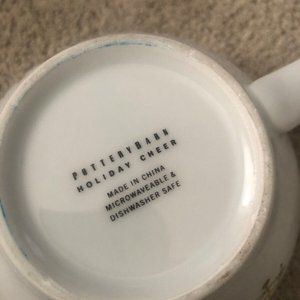 POTTERYBARN
HOLIDAY CHEER
MADE IN CHINA
MICROWAVEABLE &
DISHWASHER SAFE